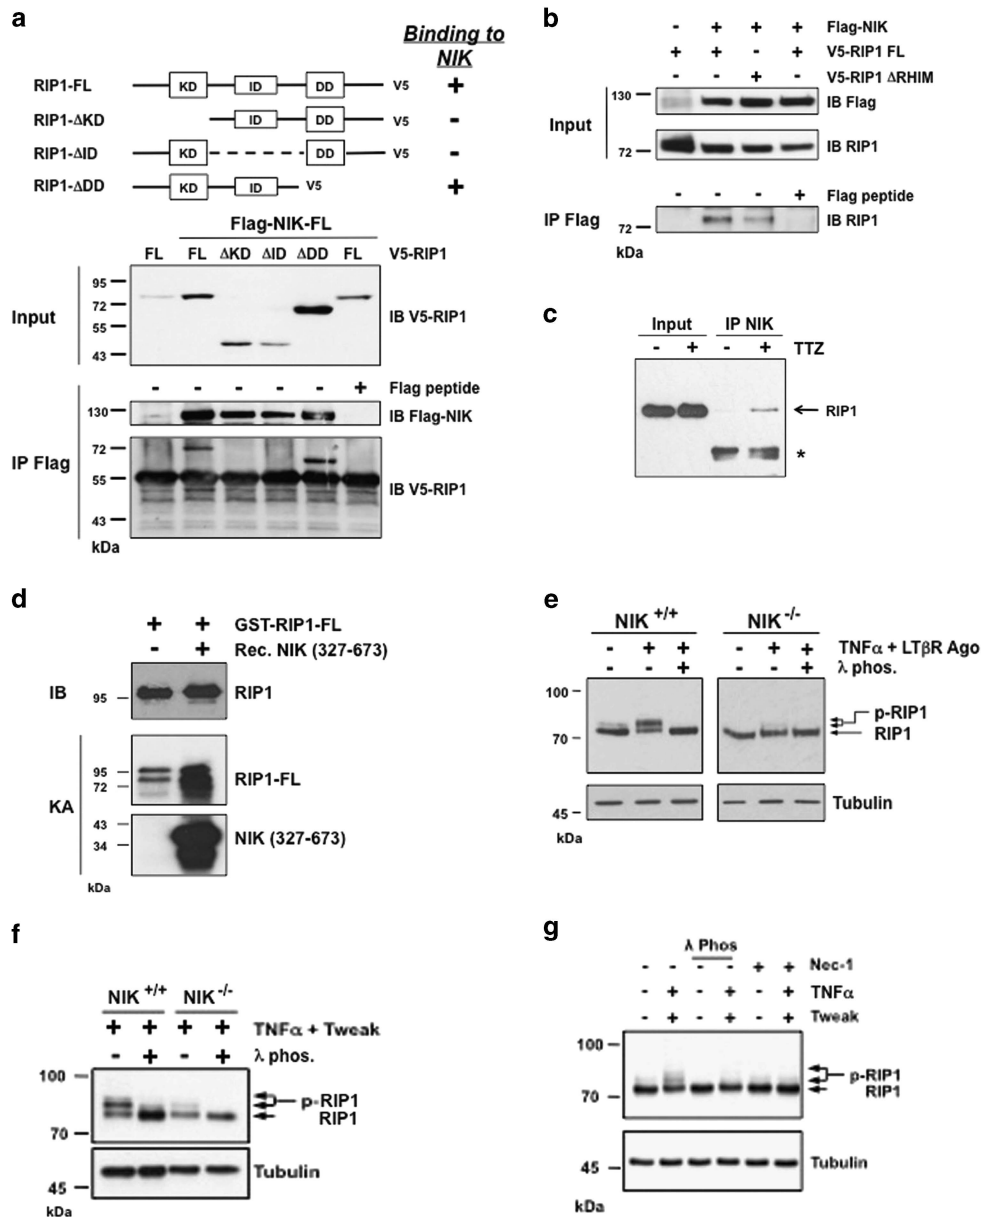 a
Binding to
NIK
RIP1-FL KD ID DD V5 +
RIP1-ΔKD ID DD V5 -
RIP1-ΔID KD DD V5 -
RIP1-ΔDD KD ID V5 +
Flag-NIK-FL
FL FL ΔKD ΔID ΔDD FL V5-RIP1
Input
95
72
55
43
IB V5-RIP1
- - - - - + Flag peptide
IP Flag
130
IB Flag-NIK
72
55
43
IB V5-RIP1
kDa
b
- + + + Flag-NIK
+ + - + V5-RIP1 FL
- - + - V5-RIP1 ΔRHIM
Input
130
IB Flag
72
IB RIP1
- - - + Flag peptide
IP Flag
72
IB RIP1
kDa
c
Input IP NIK
- + - + TTZ
RIP1
*
d
+ + GST-RIP1-FL
- + Rec. NIK (327-673)
IB
95
RIP1
KA
95
72
RIP1-FL
43
34
NIK (327-673)
kDa
e
NIK +/+ NIK -/-
- + + - + + TNFα + LTβR Ago
+ + λ phos.
100
70
p-RIP1
RIP1
45
Tubulin
kDa
f
NIK +/+ NIK -/-
+ + + + TNFα + Tweak
- + - + λ phos.
100
70
p-RIP1
RIP1
45
Tubulin
kDa
g
λ Phos
- - - - + + Nec-1
- + - + - + TNFα
- + - + - + Tweak
100
70
p-RIP1
RIP1
45
Tubulin
kDa